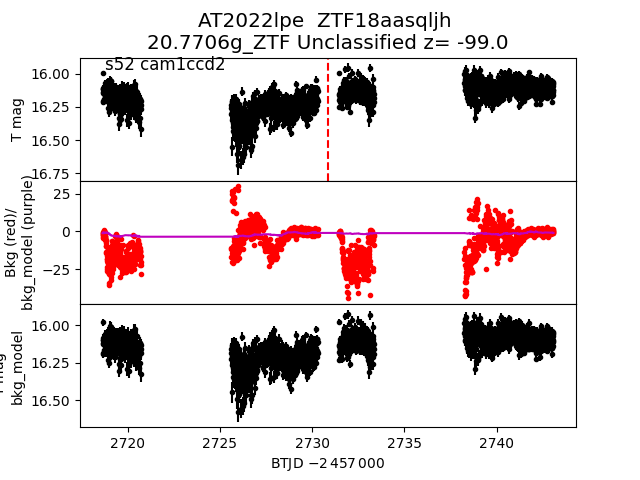 AT2022lpe  ZTF18aasqljh
20.7706g_ZTF Unclassified z= -99.0
s52 cam1ccd2
16.00
16.25
16.50
16.75
T mag
25
0
−25
Bkg (red)/
bkg_model (purple)
16.00
16.25
16.50
mag
bkg_model
2720
2725
2730
2735
2740
BTJD −2 457 000